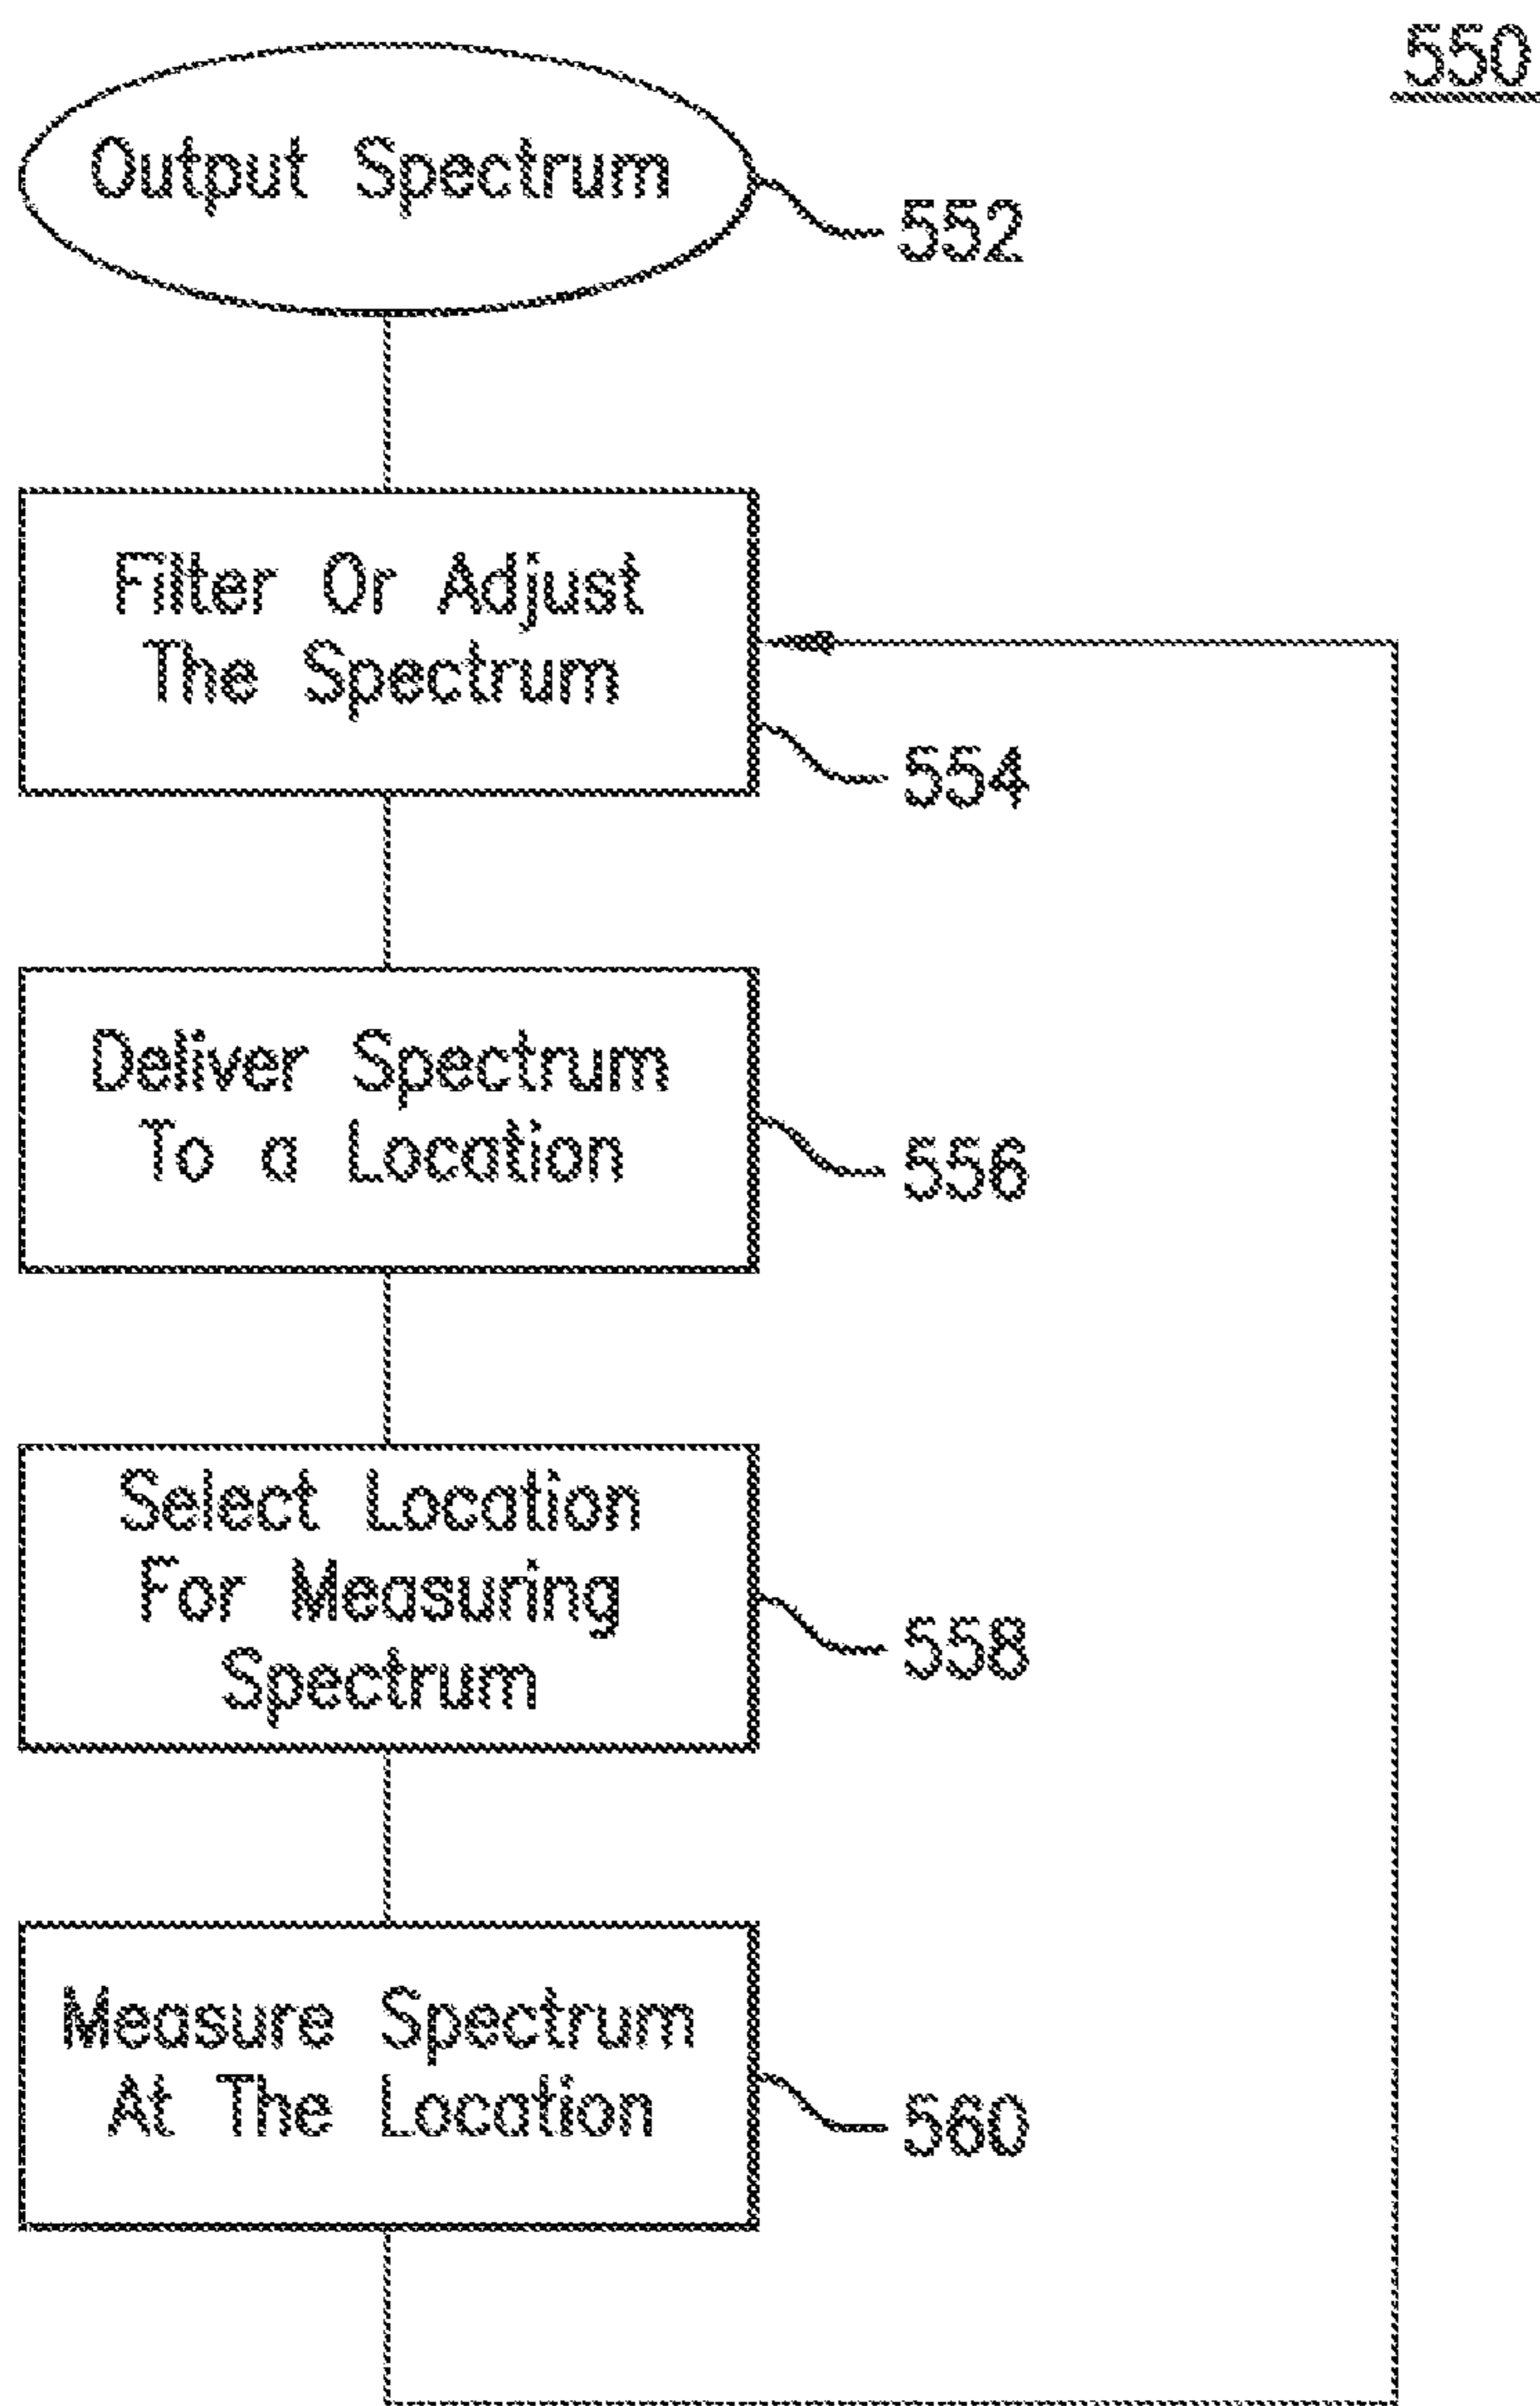 550
Output Spectrum
552
Filter Or Adjust
The Spectrum
554
Deliver Spectrum
To a Location
556
Select Location
For Measuring
Spectrum
558
Measure Spectrum
At The Location
560